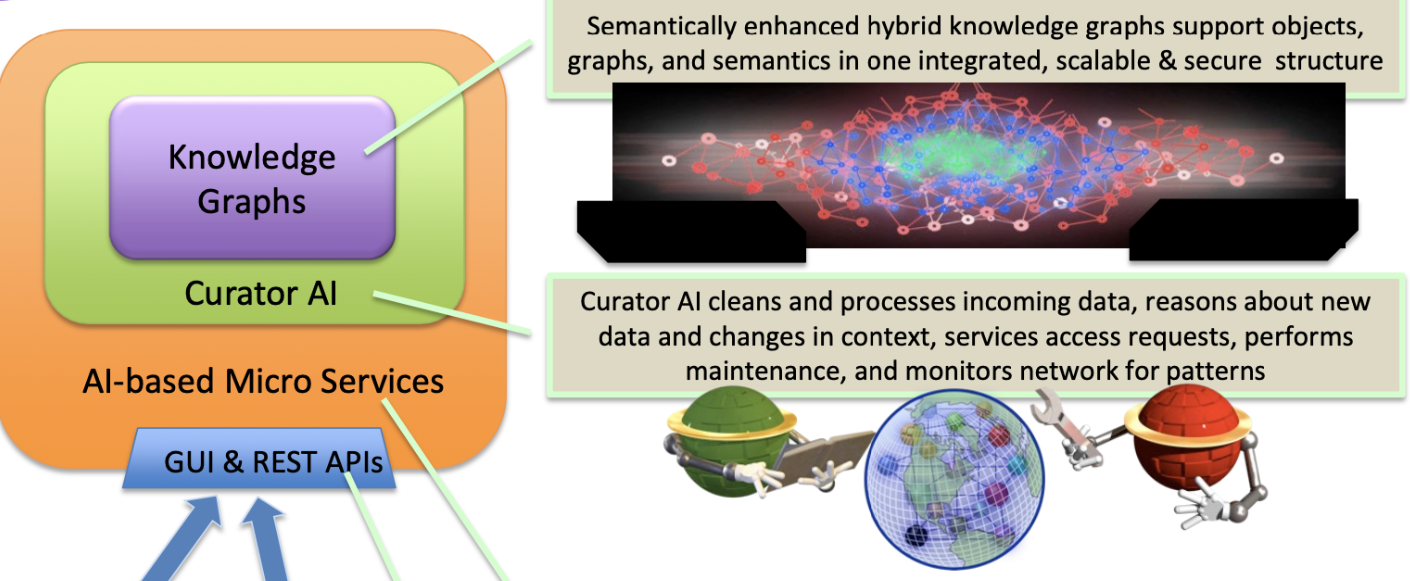 Semantically enhanced hybrid knowledge graphs support objects,
graphs, and semantics in one integrated, scalable & secure structure
Knowledge
Graphs
Curator AI
Curator AI cleans and processes incoming data, reasons about new
data and changes in context, services access requests, performs
maintenance, and monitors network for patterns
AI-based Micro Services
GUI & REST APIs